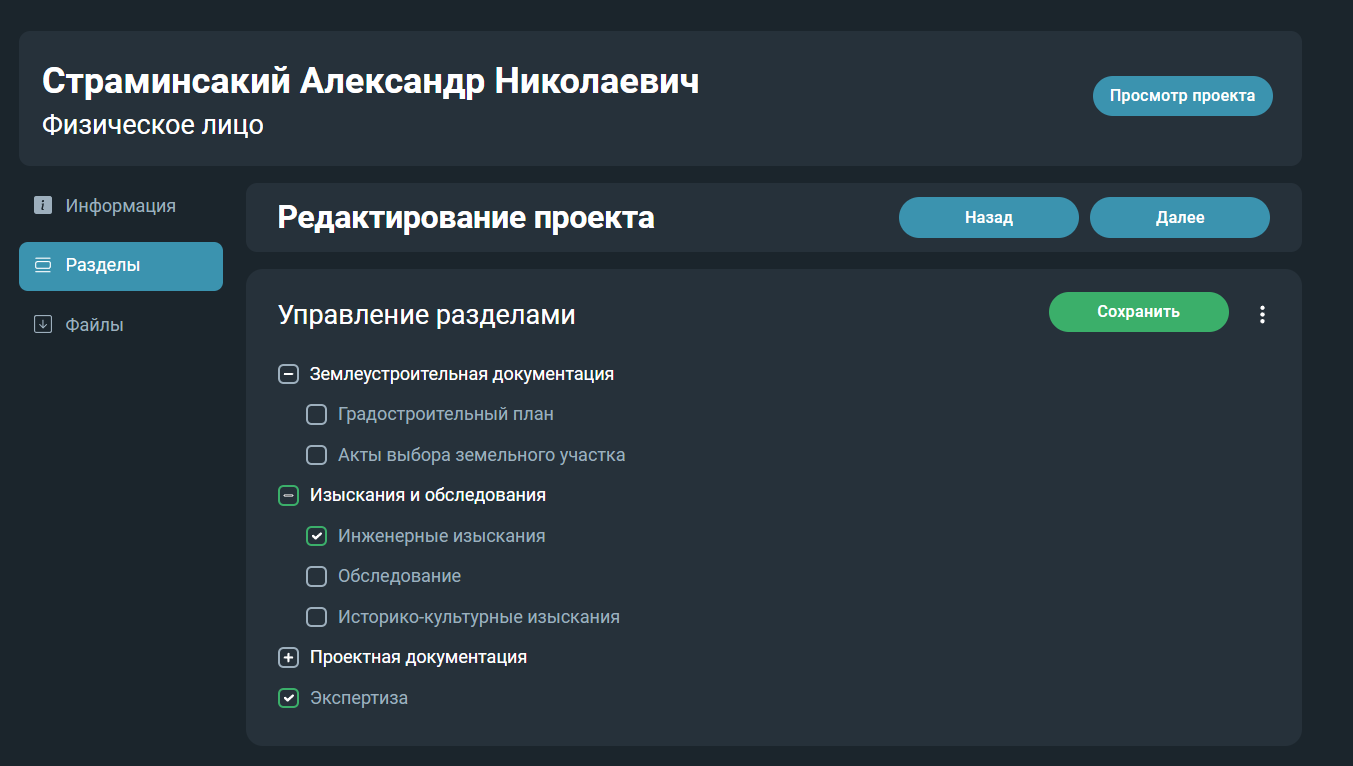 Страминсакий Александр Николаевич
Физическое лицо
Просмотр проекта
Информация
Разделы
Файлы
Редактирование проекта
Назад
Далее
Управление разделами
Сохранить
Землеустроительная документация
Градостроительный план
Акты выбора земельного участка
Изыскания и обследования
Инженерные изыскания
Обследование
Историко-культурные изыскания
Проектная документация
Экспертиза